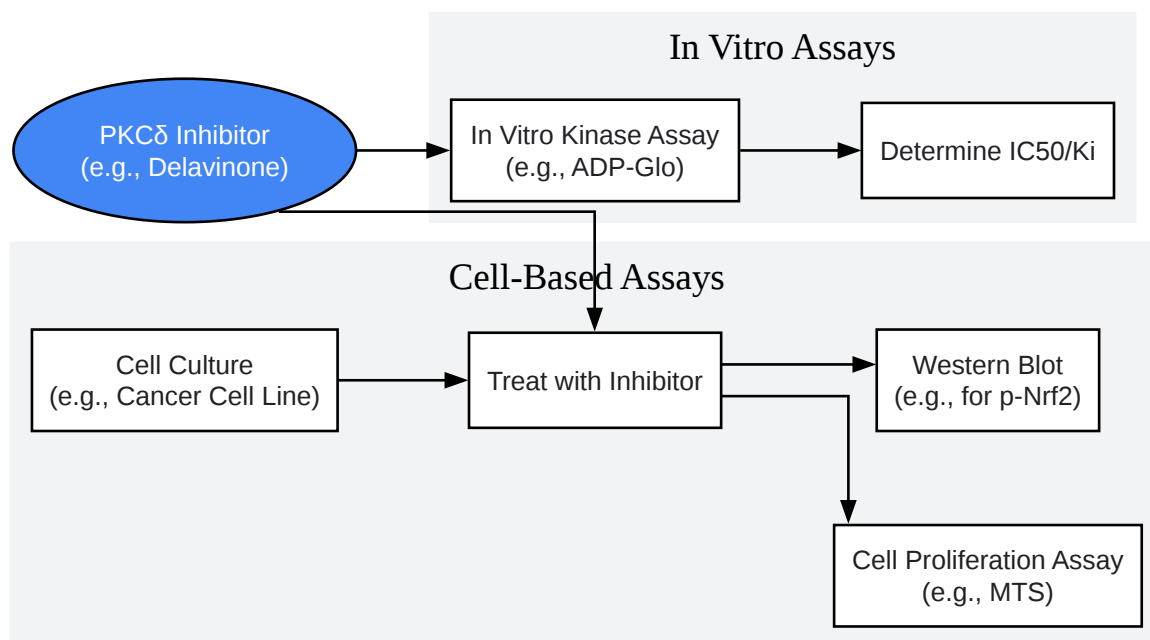 In Vitro Assays
PKCδ Inhibitor
(e.g., Delavinone)
In Vitro Kinase Assay
(e.g., ADP-Glo)
Determine IC50/Ki
Cell-Based Assays
Cell Culture
(e.g., Cancer Cell Line)
Treat with Inhibitor
Western Blot
(e.g., for p-Nrf2)
Cell Proliferation Assay
(e.g., MTS)